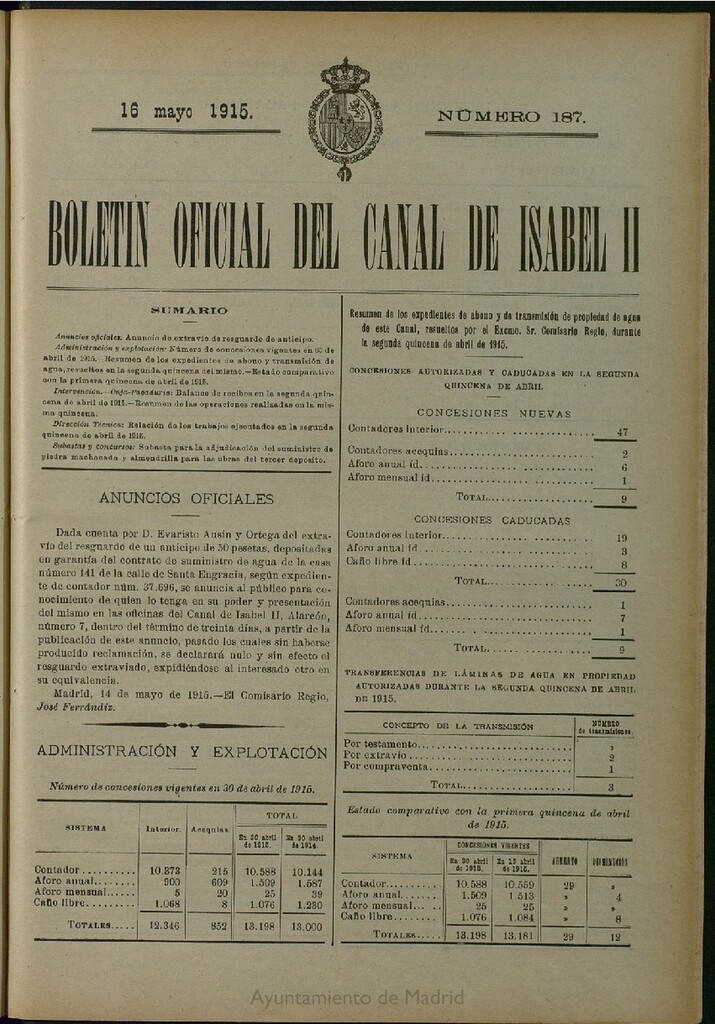 16 mayo 1915.
NÚMERO 187.
BOLETIN OFICIAL DEL CANAL DE ISABEL II
SUMARIO
Anuncios oficiales: Anuncio de extravío de resguardo de anticipo.
Administración y explotación: Número de concesiones vigentes en 30 de
abril de 1915.—Resumen de los expedientes de abono y transmisión de
agua, resueltos en la segunda quincena del mismo.—Estado comparativo
con la primera quincena de abril de 1915.
Intervención.—Caja-Pagaduría: Balance de recibos en la segunda quin-
cena de abril de 1915.—Resumen de las operaciones realizadas en la mis-
ma quincena.
Dirección Técnica: Relación de los trabajos ejecutados en la segunda
quincena de abril de 1915.
Subastas y concursos: Subasta para la adjudicación del suministro de
piedra machacada y almendrilla para las obras del tercer depósito.
ANUNCIOS OFICIALES
Dada cuenta por D. Evaristo Ausin y Ortega del extra-
vío del resguardo de un anticipo de 50 pesetas, depositadas
en garantía del contrato de suministro de agua de la casa
número 141 de la calle de Santa Engracia, según expedien-
te de contador núm. 37.696, se anuncia al público para co-
nocimiento de quien lo tenga en su poder y presentación
del mismo en las oficinas del Canal de Isabel II, Alarcón,
número 7, dentro del término de treinta días, a partir de la
publicación de este anuncio, pasado los cuales sin haberse
producido reclamación, se declarará nulo y sin efecto el
resguardo extraviado, expidiéndose al interesado otro en
su equivalencia.
Madrid, 14 de mayo de 1915.—El Comisario Regio,
José Ferrándiz.
ADMINISTRACIÓN Y EXPLOTACIÓN
Número de concesiones vigentes en 30 de abril de 1915.
SISTEMA Interior. Acequias. TOTAL
En 30 abril de 1915. En 30 abril de 1914.
Contador.......... 10.373 215 10.588 10.144
Aforo anual........ 900 609 1.509 1.587
Aforo mensual..... 5 20 25 39
Caño libre......... 1.068 8 1.076 1.230
TOTALES..... 12.346 852 13.198 13.000
Resumen de los expedientes de abono y de transmisión de propiedad de agua
de este Canal, resueltos por el Excmo. Sr. Comisario Regio, durante
la segunda quincena de abril de 1915.
CONCESIONES AUTORIZADAS Y CADUCADAS EN LA SEGUNDA
QUINCENA DE ABRIL
CONCESIONES NUEVAS
Contadores interior................................ 47
Contadores acequias................................ 2
Aforo anual íd..................................... 6
Aforo mensual íd................................... 1
TOTAL......................... 9
CONCESIONES CADUCADAS
Contadores interior................................ 19
Aforo anual íd..................................... 3
Caño libre íd...................................... 8
TOTAL......................... 30
Contadores acequias................................ 1
Aforo anual íd..................................... 7
Aforo mensual íd................................... 1
TOTAL......................... 9
TRANSFERENCIAS DE LÁMINAS DE AGUA EN PROPIEDAD
AUTORIZADAS DURANTE LA SEGUNDA QUINCENA DE ABRIL
DE 1915.
CONCEPTO DE LA TRANSMISIÓN NÚMERO de transmisiones
Por testamento................................ »
Por extravío.................................. 2
Por compraventa............................... 1
TOTAL......................... 3
Estado comparativo con la primera quincena de abril
de 1915.
SISTEMA CONCESIONES VIGENTES AUMENTO DISMINUCIÓN
En 30 abril de 1915. En 15 abril de 1915.
Contador.......... 10.588 10.559 29 »
Aforo anual....... 1.509 1.513 » 4
Aforo mensual... .. 25 25 » »
Caño libre........ 1.076 1.084 » 8
TOTALES..... 13.198 13.181 29 12
Ayuntamiento de Madrid